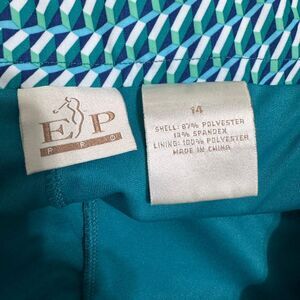 EP
PRO
14
SHELL: 87% POLYESTER
13% SPANDEX
LINING: 100% POLYESTER
MADE IN CHINA